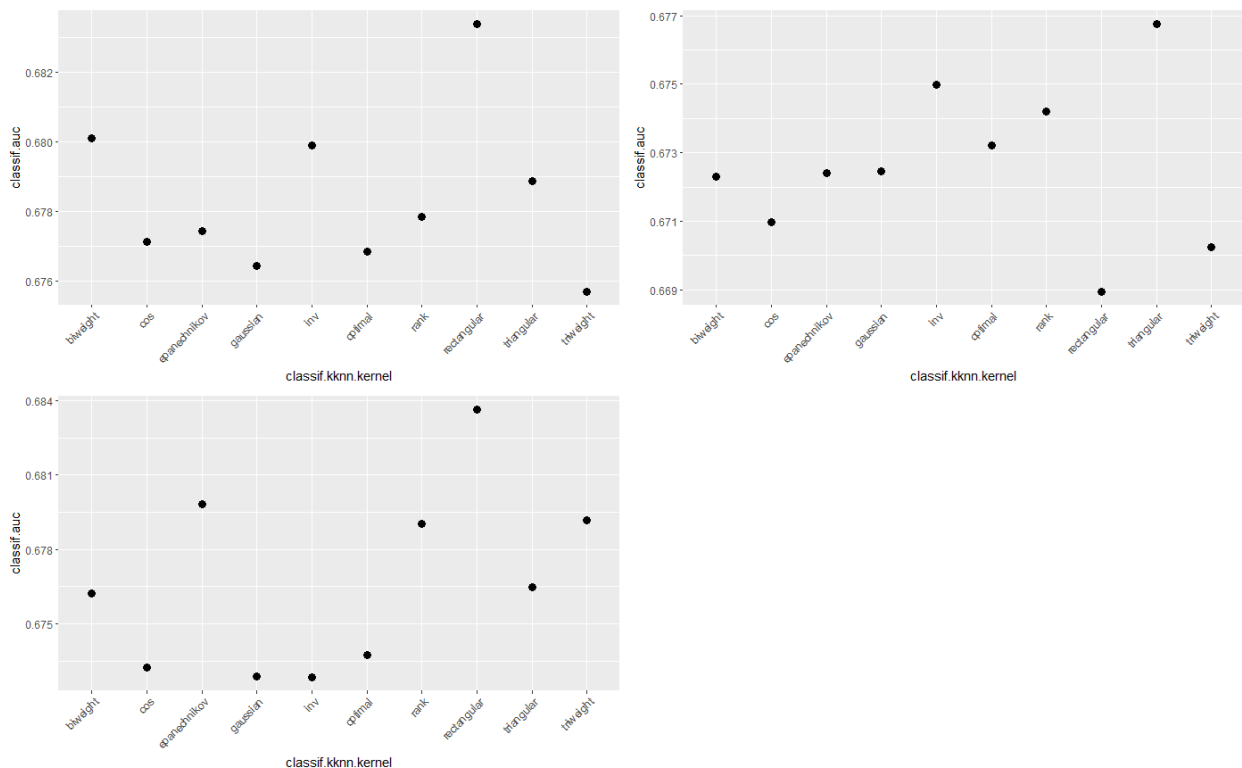 classif.auc
0.682
0.680
0.678
0.676
biweight
cos
epanechnikov
gaussian
inv
optimal
rank
rectangular
triangular
triweight
classif.kknn.kernel
classif.auc
0.677
0.675
0.673
0.671
0.669
biweight
cos
epanechnikov
gaussian
inv
optimal
rank
rectangular
triangular
triweight
classif.kknn.kernel
classif.auc
0.684
0.681
0.678
0.675
biweight
cos
epanechnikov
gaussian
inv
optimal
rank
rectangular
triangular
triweight
classif.kknn.kernel